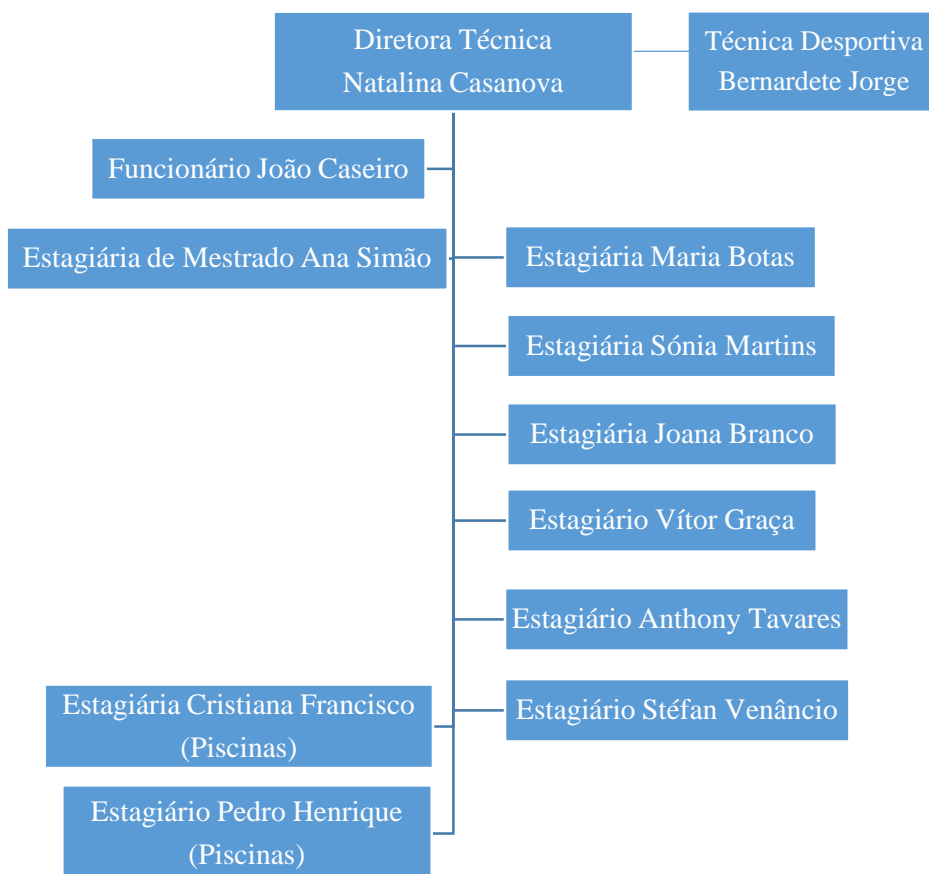 Diretora Técnica
Natalina Casanova
Técnica Desportiva
Bernardete Jorge
Funcionário João Caseiro
Estagiária de Mestrado Ana Simão
Estagiária Maria Botas
Estagiária Sónia Martins
Estagiária Joana Branco
Estagiário Vítor Graça
Estagiário Anthony Tavares
Estagiária Cristiana Francisco
(Piscinas)
Estagiário Stéfan Venâncio
Estagiário Pedro Henrique
(Piscinas)